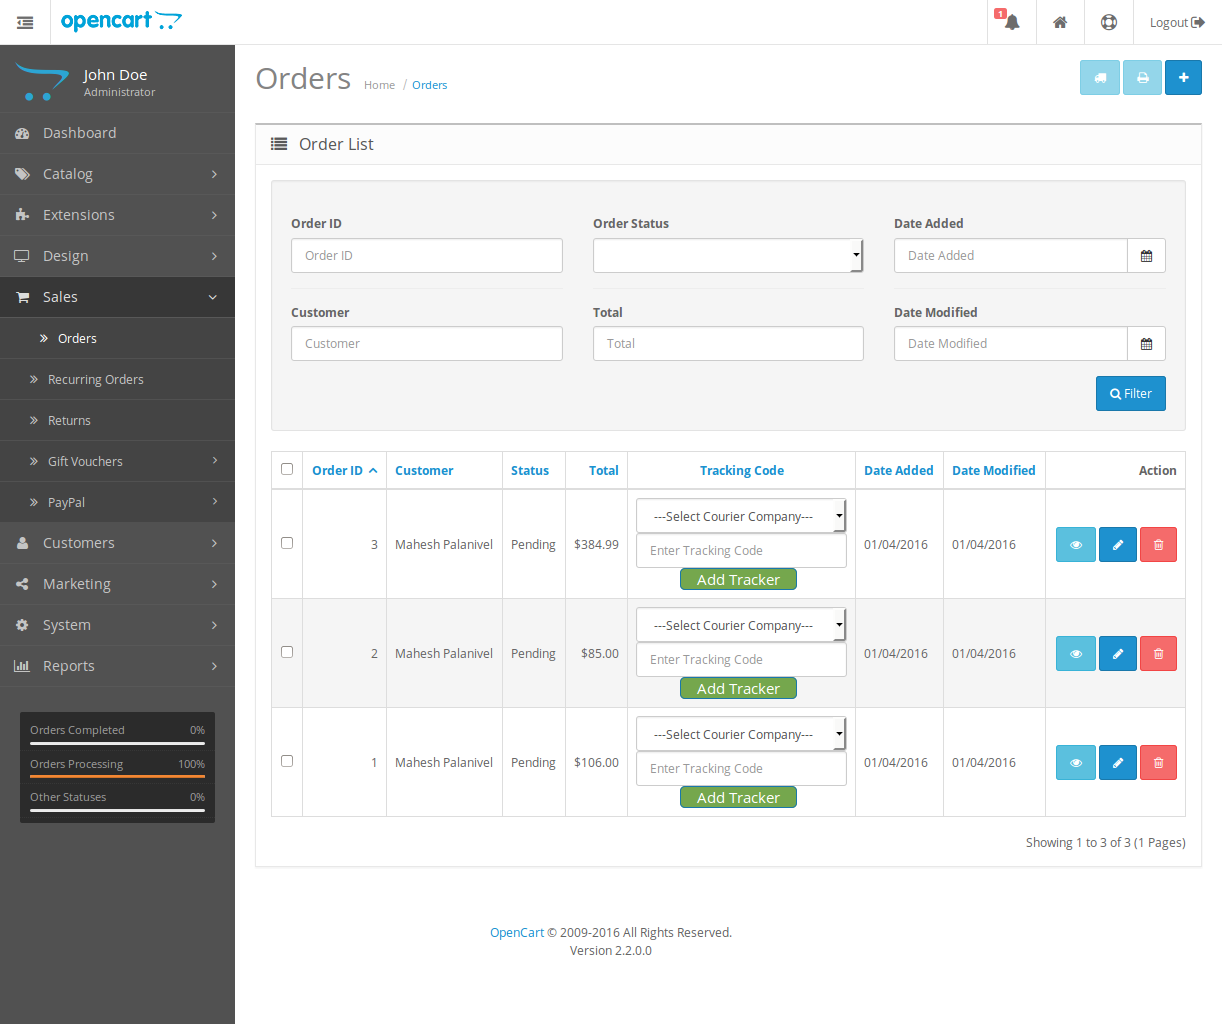 opencart
1
Logout
John Doe
Administrator
Dashboard
Catalog
Extensions
Design
Sales
Orders
Recurring Orders
Returns
Gift Vouchers
PayPal
Customers
Marketing
System
Reports
Orders Completed 0%
Orders Processing 100%
Other Statuses 0%
Orders Home / Orders
Order List
Order ID Order Status Date Added
Order ID Date Added
Customer Total Date Modified
Customer Total Date Modified
Filter
Order ID Customer Status Total Tracking Code Date Added Date Modified Action
---Select Courier Company---
3 Mahesh Palanivel Pending $384.99 Enter Tracking Code 01/04/2016 01/04/2016
Add Tracker
---Select Courier Company---
2 Mahesh Palanivel Pending $85.00 Enter Tracking Code 01/04/2016 01/04/2016
Add Tracker
---Select Courier Company---
1 Mahesh Palanivel Pending $106.00 Enter Tracking Code 01/04/2016 01/04/2016
Add Tracker
Showing 1 to 3 of 3 (1 Pages)
OpenCart © 2009-2016 All Rights Reserved.
Version 2.2.0.0